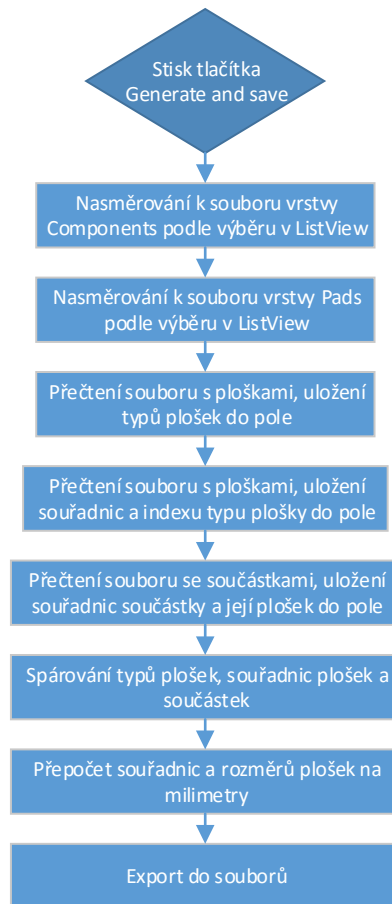 Stisk tlačítka
Generate and save
Nasměrování k souboru vrstvy
Components podle výběru v ListView
Nasměrování k souboru vrstvy Pads
podle výběru v ListView
Přečtení souboru s ploškami, uložení
typů plošek do pole
Přečtení souboru s ploškami, uložení
souřadnic a indexu typu plošky do pole
Přečtení souboru se součástkami, uložení
souřadnic součástky a její plošek do pole
Spárování typů plošek, souřadnic plošek a
součástek
Přepočet souřadnic a rozměrů plošek na
milimetry
Export do souborů